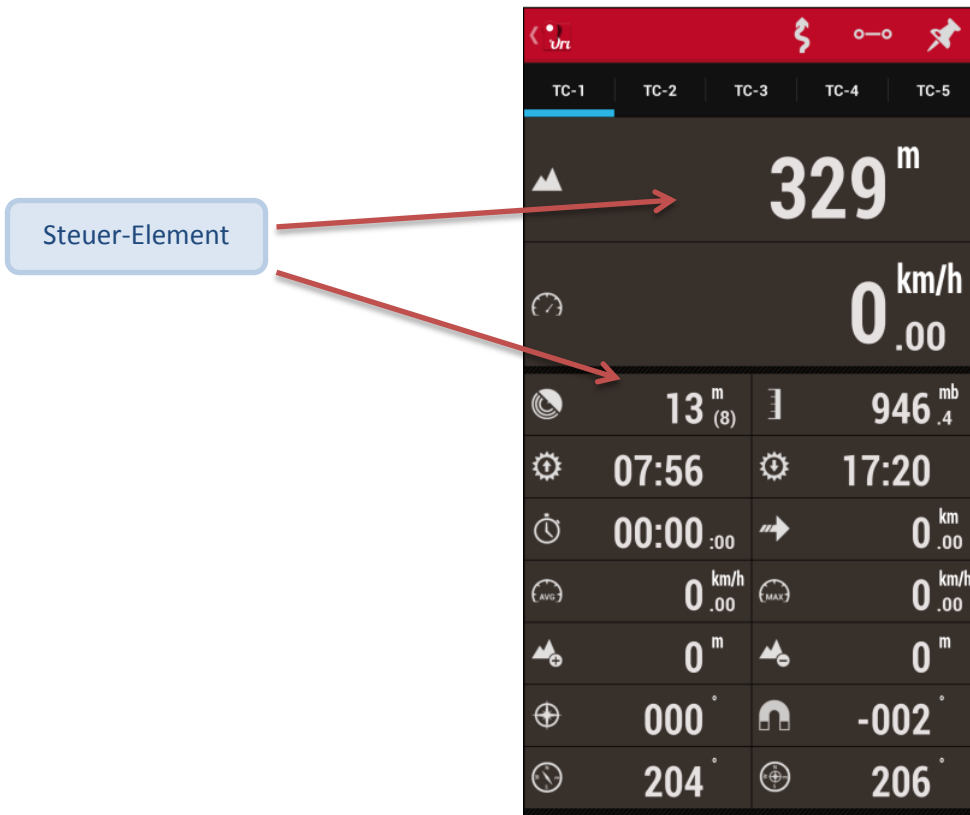 TC-1 TC-2 TC-3 TC-4 TC-5
329 m
Steuer-Element
0.00 km/h
13 m (8) 946.4 mb
07:56 17:20
00:00:00 0.00 km
AVG 0.00 km/h MAX 0.00 km/h
0 m 0 m
000° -002°
204° 206°